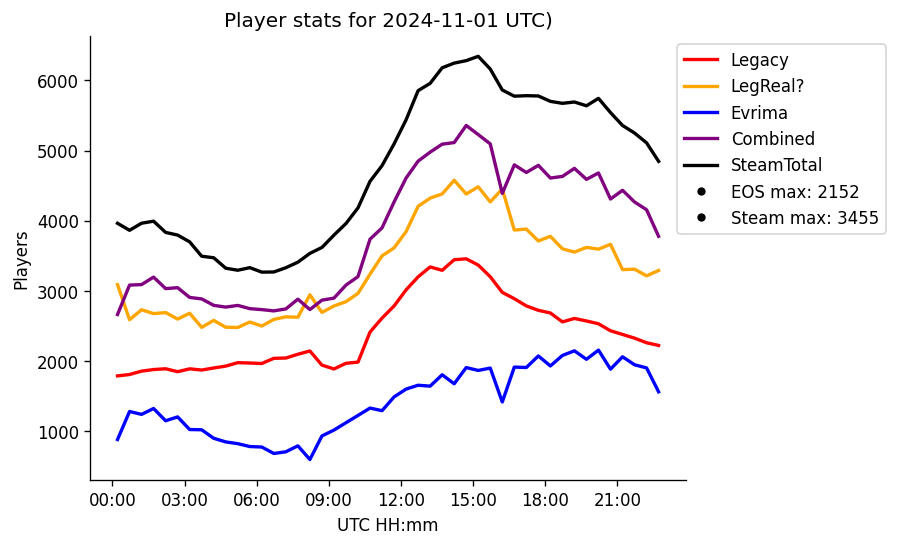 Player stats for 2024-11-01 UTC)
Legacy
LegReal?
Evrima
Combined
SteamTotal
EOS max: 2152
Steam max: 3455
Players
6000
5000
4000
3000
2000
1000
00:00 03:00 06:00 09:00 12:00 15:00 18:00 21:00
UTC HH:mm